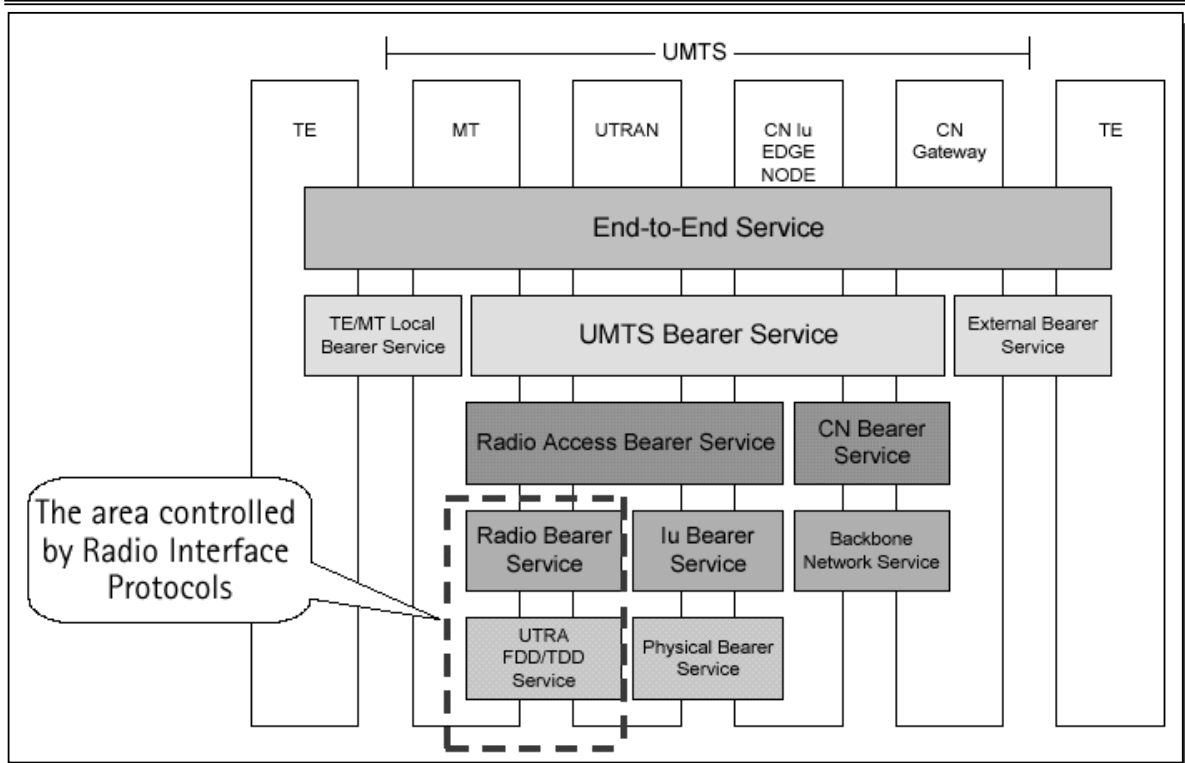 UMTS
TE
MT
UTRAN
CN Iu
EDGE
NODE
CN
Gateway
TE
End-to-End Service
TE/MT Local
Bearer Service
UMTS Bearer Service
External Bearer
Service
Radio Access Bearer Service
CN Bearer
Service
The area controlled
by Radio Interface
Protocols
Radio Bearer
Service
Iu Bearer
Service
Backbone
Network Service
UTRA
FDD/TDD
Service
Physical Bearer
Service